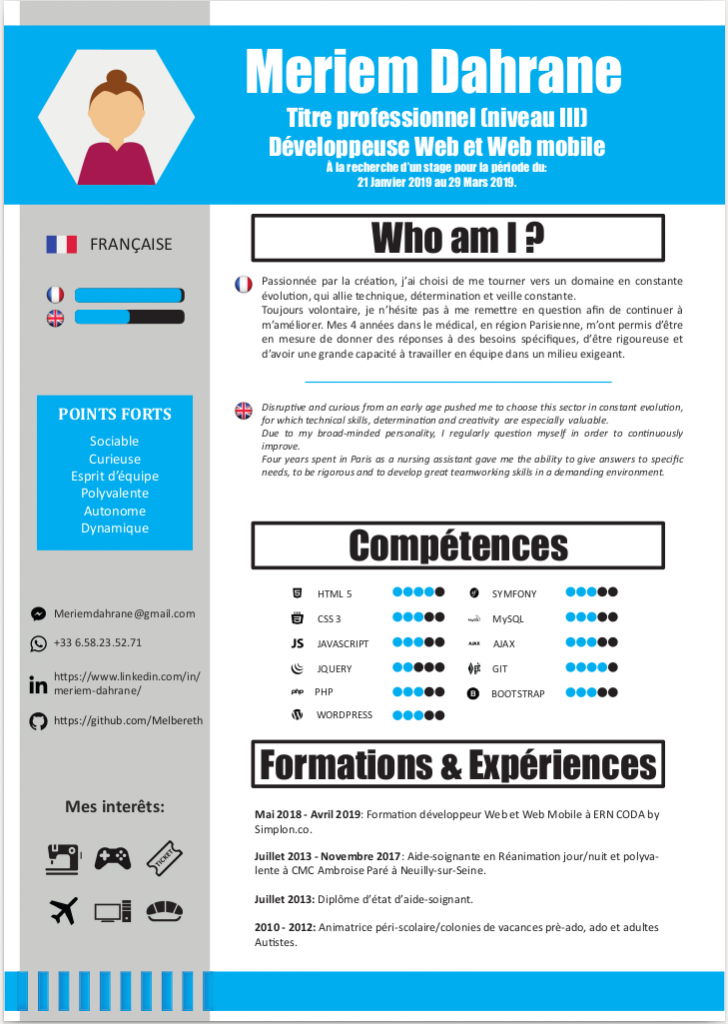 Meriem Dahrane
Titre professionnel (niveau III)
Développeuse Web et Web mobile
À la recherche d'un stage pour la période du:
21 Janvier 2019 au 29 Mars 2019.
FRANÇAISE
POINTS FORTS
Sociable
Curieuse
Esprit d'équipe
Polyvalente
Autonome
Dynamique
Meriemdahrane@gmail.com
+33 6.58.23.52.71
https://www.linkedin.com/in/
meriem-dahrane/
https://github.com/Melbereth
Mes interêts:
TICKET
Who am I ?
Passionnée par la création, j'ai choisi de me tourner vers un domaine en constante
évolution, qui allie technique, détermination et veille constante.
Toujours volontaire, je n'hésite pas à me remettre en question afin de continuer à
m'améliorer. Mes 4 années dans le médical, en région Parisienne, m'ont permis d'être
en mesure de donner des réponses à des besoins spécifiques, d'être rigoureuse et
d'avoir une grande capacité à travailler en équipe dans un milieu exigeant.
Disruptive and curious from an early age pushed me to choose this sector in constant evolution,
for which technical skills, determination and creativity are especially valuable.
Due to my broad-minded personality, I regularly question myself in order to continuously
improve.
Four years spent in Paris as a nursing assistant gave me the ability to give answers to specific
needs, to be rigorous and to develop great teamworking skills in a demanding environment.
Compétences
HTML 5
CSS 3
JS JAVASCRIPT
JQUERY
php PHP
WORDPRESS
SYMFONY
MySQL
AJAX AJAX
git GIT
B BOOTSTRAP
Formations & Expériences
Mai 2018 - Avril 2019: Formation développeur Web et Web Mobile à ERN CODA by
Simplon.co.
Juillet 2013 - Novembre 2017: Aide-soignante en Réanimation jour/nuit et polyva-
lente à CMC Ambroise Paré à Neuilly-sur-Seine.
Juillet 2013: Diplôme d'état d'aide-soignant.
2010 - 2012: Animatrice péri-scolaire/colonies de vacances prè-ado, ado et adultes
Autistes.